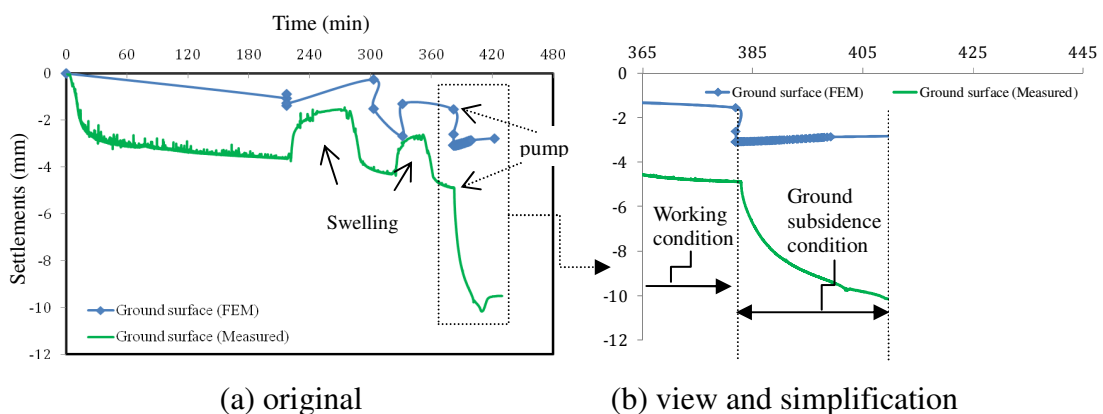 Time (min)
0 60 120 180 240 300 360 420 480
0
-2
-4
-6
-8
-10
-12
Settlements (mm)
pump
Swelling
Ground surface (FEM)
Ground surface (Measured)
(a) original
365 385 405 425 445
0
-2
-4
-6
-8
-10
-12
Ground surface (FEM) Ground surface (Measured)
Working
condition
Ground
subsidence
condition
(b) view and simplification